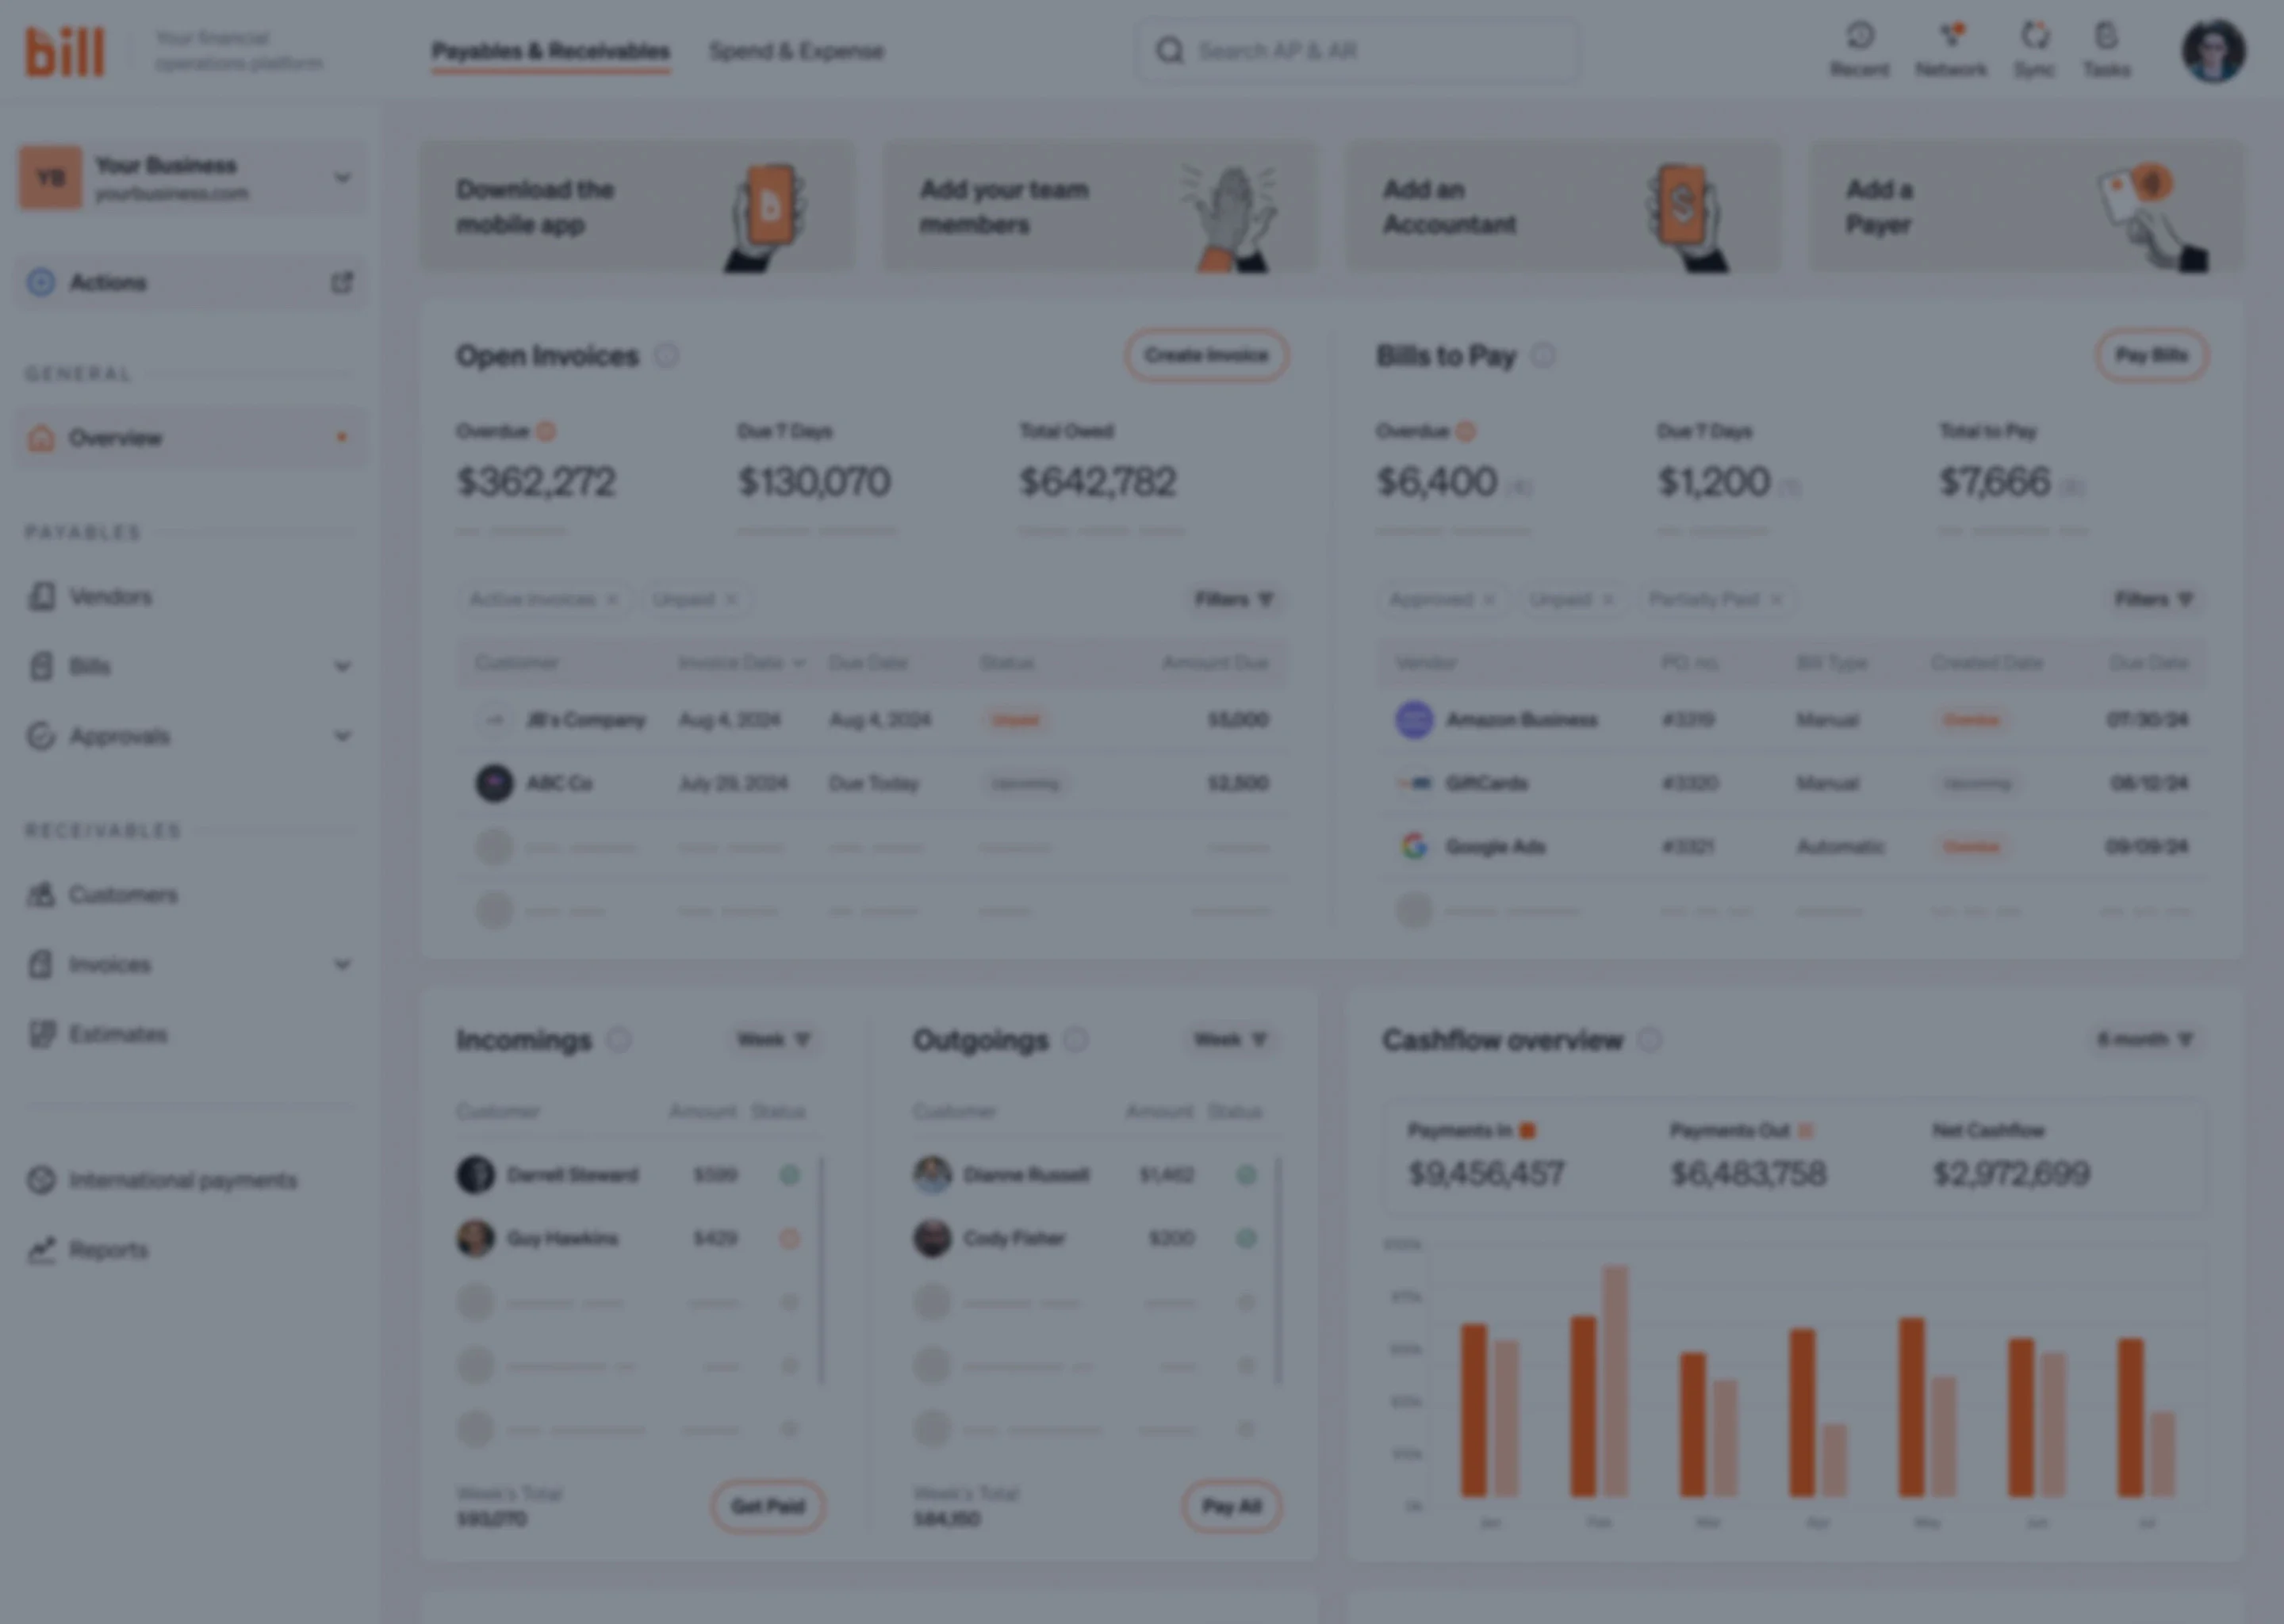 bill
Your financial
operations platform
Payables & Receivables
Spend & Expense
Search AP & AR
Recent
Network
Sync
Tasks
YB
Your Business
yourbusiness.com
Actions
GENERAL
Overview
PAYABLES
Vendors
Bills
Approvals
RECEIVABLES
Customers
Invoices
Estimates
International payments
Reports
Download the
mobile app
Add your team
members
Add an
Accountant
Add a
Payer
Open Invoices
Create Invoice
Overdue
Due 7 Days
Total Owed
$362,272
$130,070
$642,782
Active invoices
Unpaid
Filters
Customer
Invoice Date
Due Date
Status
Amount Due
JB's Company
Aug 4, 2024
Aug 4, 2024
Unpaid
$5,000
ABC Co
July 29, 2024
Due Today
Upcoming
$2,500
Bills to Pay
Pay Bills
Overdue
Due 7 Days
Total to Pay
$6,400
$1,200
$7,666
Approved
Unpaid
Partially Paid
Filters
Vendor
PO. no.
Bill Type
Created Date
Due Date
Amazon Business
#3319
Manual
Overdue
07/30/24
GiftCards
#3320
Manual
Upcoming
08/12/24
Google Ads
#3321
Automatic
Overdue
09/09/24
Incomings
Week
Customer
Amount
Status
Darrell Steward
$599
Guy Hawkins
$429
Week's Total
$93,070
Get Paid
Outgoings
Week
Customer
Amount
Status
Dianne Russell
$1,462
Cody Fisher
$200
Week's Total
$84,150
Pay All
Cashflow overview
6 month
Payments In
Payments Out
Net Cashflow
$9,456,457
$6,483,758
$2,972,699
Jan
Feb
Mar
Apr
May
Jun
Jul